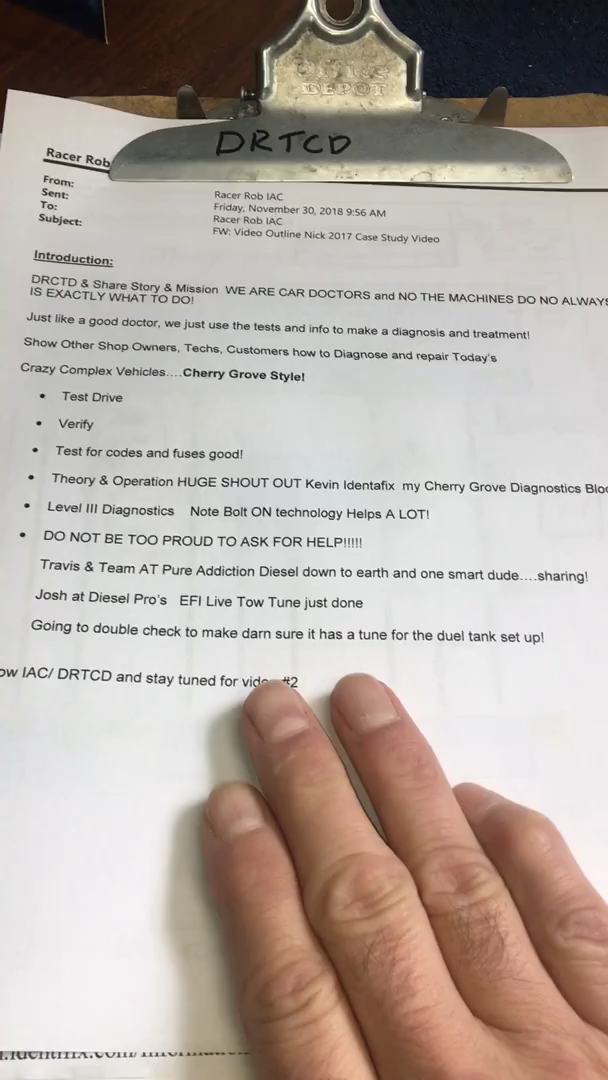 Office
DEPOT
DRTCD
Racer Rob
From: Racer Rob IAC
Sent: Friday, November 30, 2018 9:56 AM
To: Racer Rob IAC
Subject: FW: Video Outline Nick 2017 Case Study Video
Introduction:
DRCTD & Share Story & Mission WE ARE CAR DOCTORS and NO THE MACHINES DO NO ALWAYS
IS EXACTLY WHAT TO DO!
Just like a good doctor, we just use the tests and info to make a diagnosis and treatment!
Show Other Shop Owners, Techs, Customers how to Diagnose and repair Today's
Crazy Complex Vehicles....Cherry Grove Style!
• Test Drive
• Verify
• Test for codes and fuses good!
• Theory & Operation HUGE SHOUT OUT Kevin Identafix my Cherry Grove Diagnostics
• Level III Diagnostics Note Bolt ON technology Helps A LOT!
• DO NOT BE TOO PROUD TO ASK FOR HELP!!!!!
Travis & Team AT Pure Addiction Diesel down to earth and one smart dude....sharing!
Josh at Diesel Pro's EFI Live Tow Tune just done
Going to double check to make darn sure it has a tune for the duel tank set up!
IAC/ DRTCD and stay tuned for #2